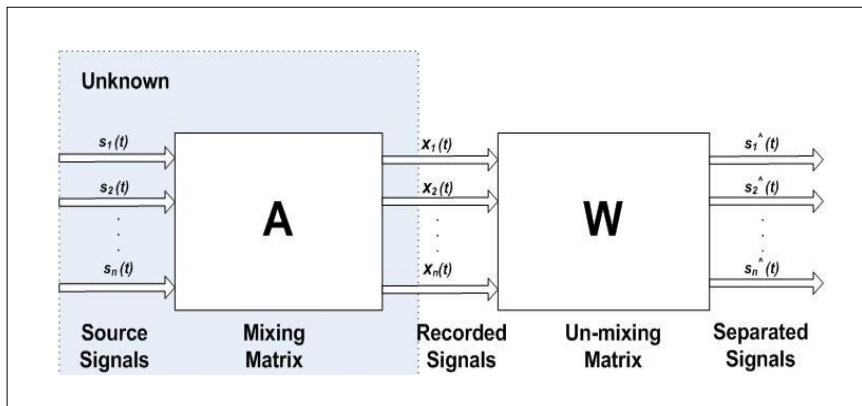 Unknown
s1(t) x1(t) s1^(t)
s2(t) x2(t) s2^(t)
A W
sn(t) xn(t) sn^(t)
Source Signals
Mixing Matrix
Recorded Signals
Un-mixing Matrix
Separated Signals